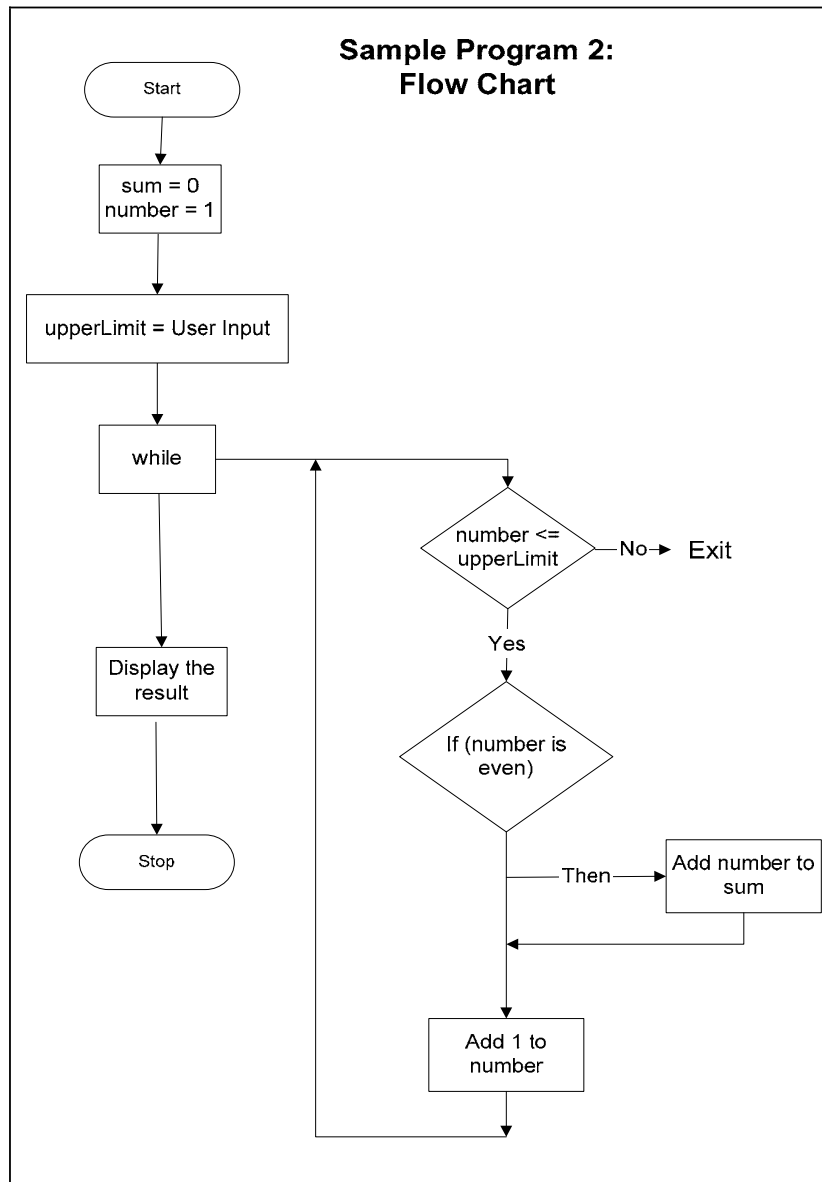 Sample Program 2:
Flow Chart
Start
sum = 0
number = 1
upperLimit = User Input
while
number <=
upperLimit
No
Exit
Yes
Display the
result
If (number is
even)
Stop
Then
Add number to
sum
Add 1 to
number